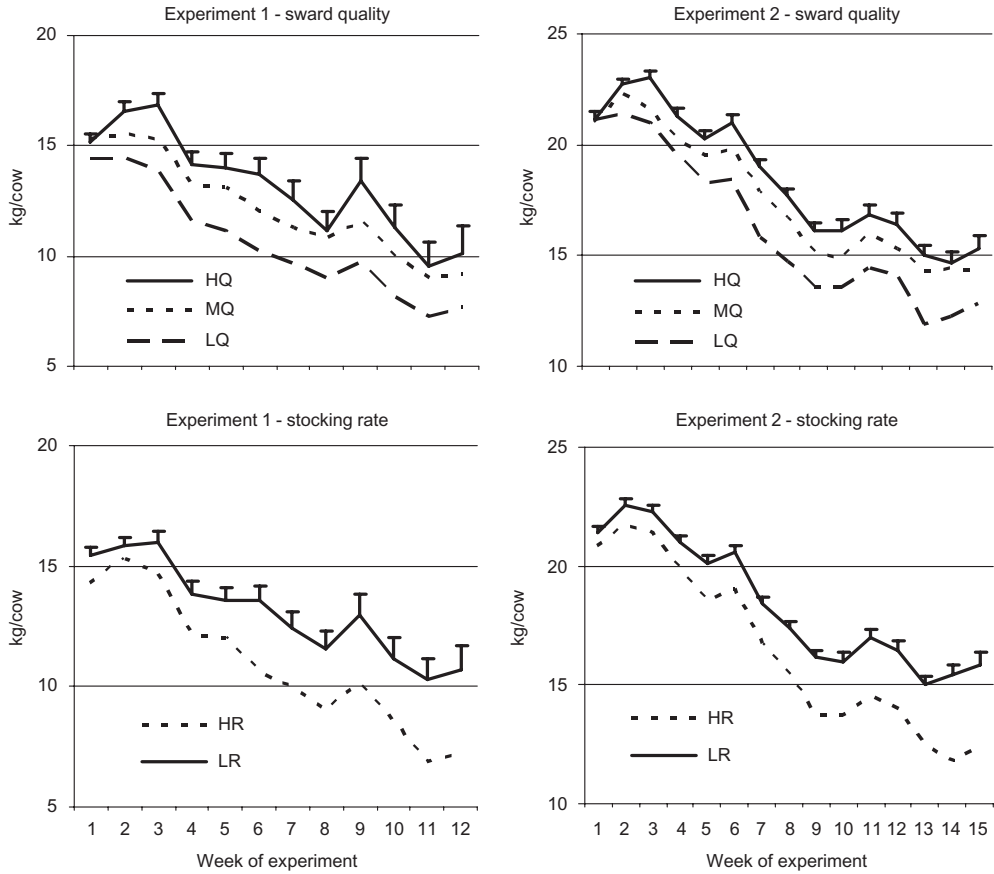 Experiment 1 - sward quality
20
15
10
5
kg/cow
HQ
MQ
LQ
Experiment 2 - sward quality
25
20
15
10
kg/cow
HQ
MQ
LQ
Experiment 1 - stocking rate
20
15
10
5
kg/cow
HR
LR
1 2 3 4 5 6 7 8 9 10 11 12
Week of experiment
Experiment 2 - stocking rate
25
20
15
10
kg/cow
HR
LR
1 2 3 4 5 6 7 8 9 10 11 12 13 14 15
Week of experiment